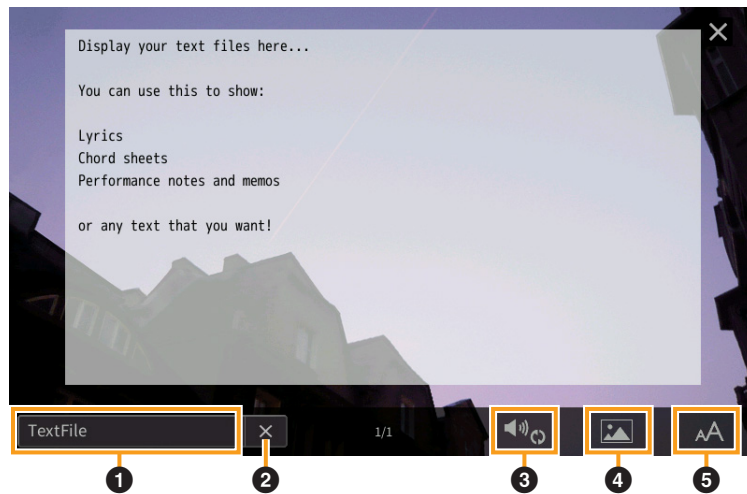 Display your text files here...
You can use this to show:
Lyrics
Chord sheets
Performance notes and memos
or any text that you want!
TextFile
1/1
AA
1
2
3
4
5